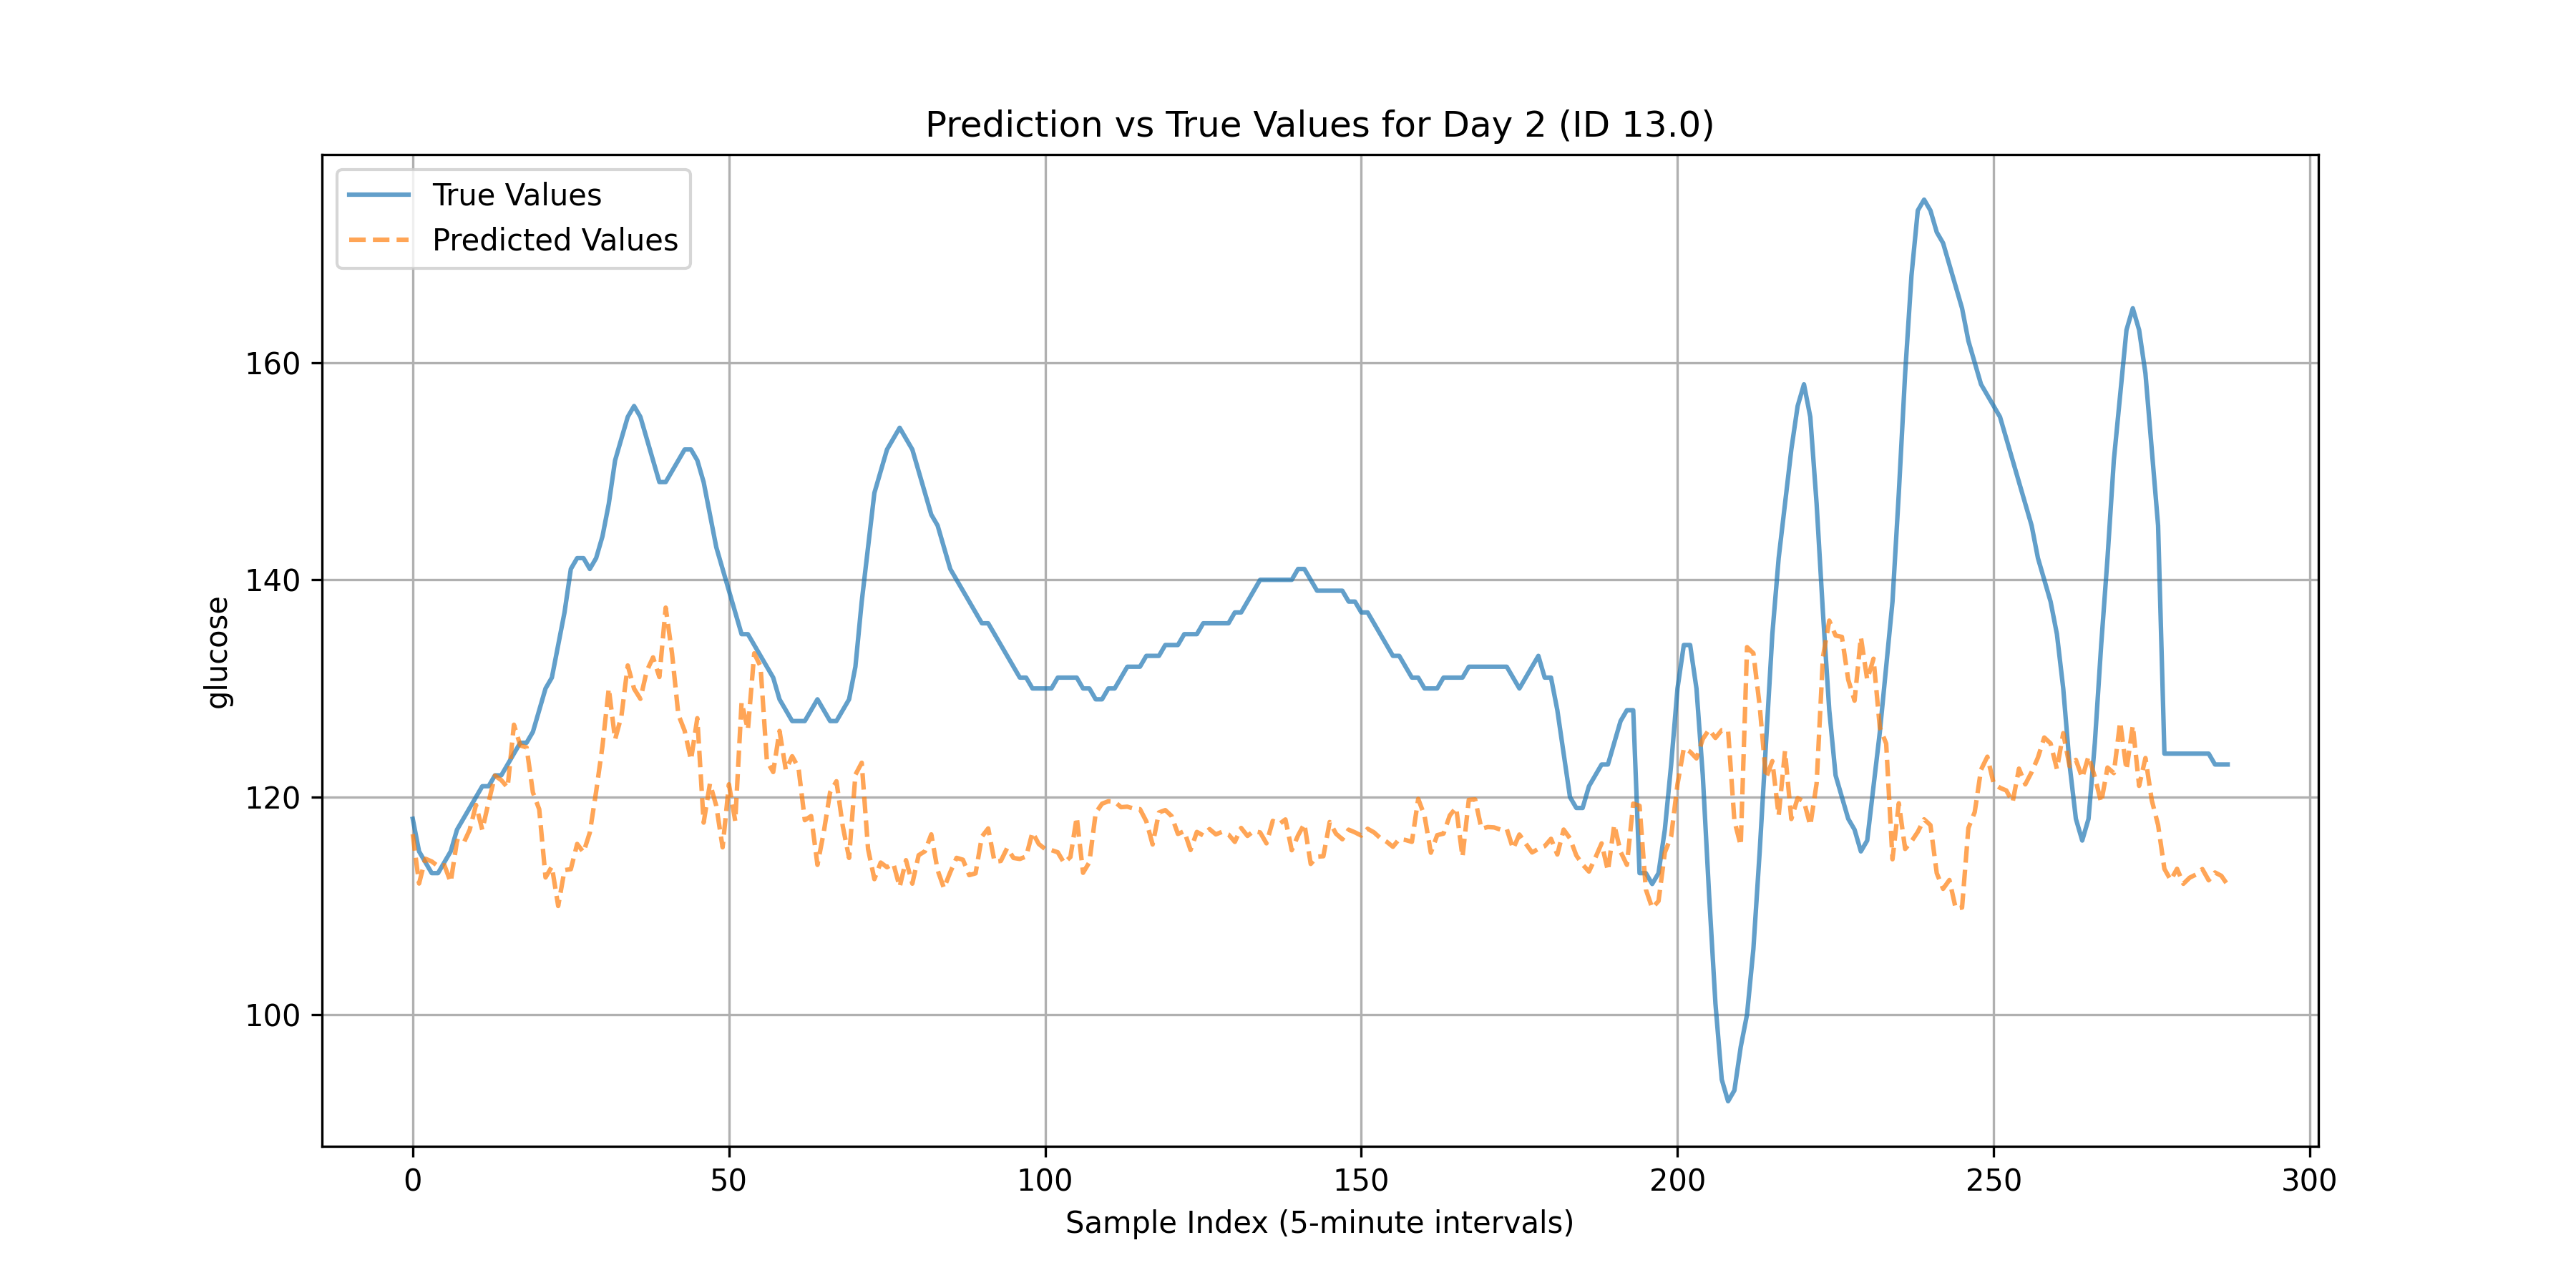 Prediction vs True Values for Day 2 (ID 13.0)
True Values
Predicted Values
glucose
160
140
120
100
0 50 100 150 200 250 300
Sample Index (5-minute intervals)